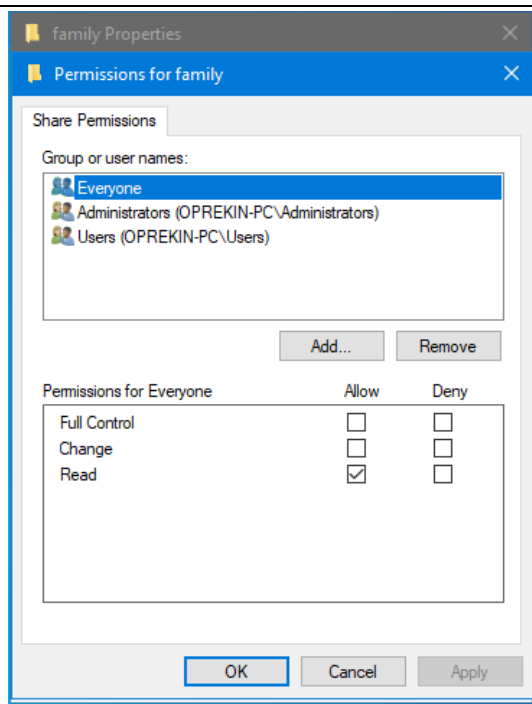 family Properties
Permissions for family
Share Permissions
Group or user names:
Everyone
Administrators (OPREKIN-PC\Administrators)
Users (OPREKIN-PC\Users)
Add... Remove
Permissions for Everyone Allow Deny
Full Control
Change
Read
OK Cancel Apply